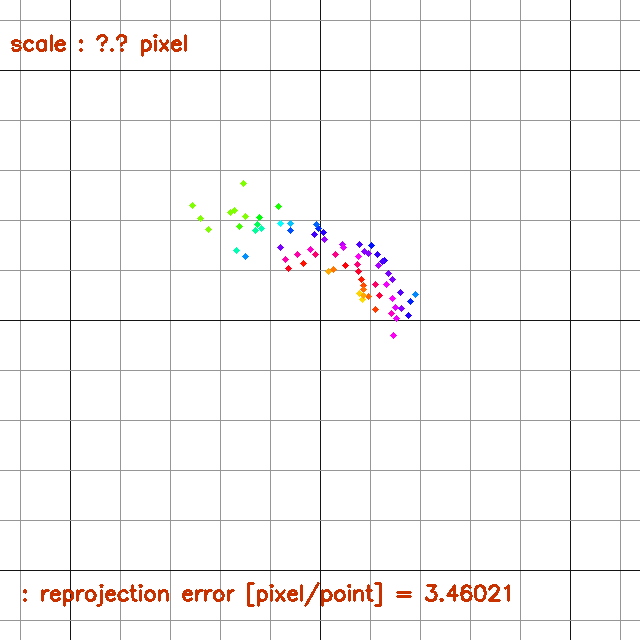 scale : ?.? pixel
: reprojection error [pixel/point] = 3.46021